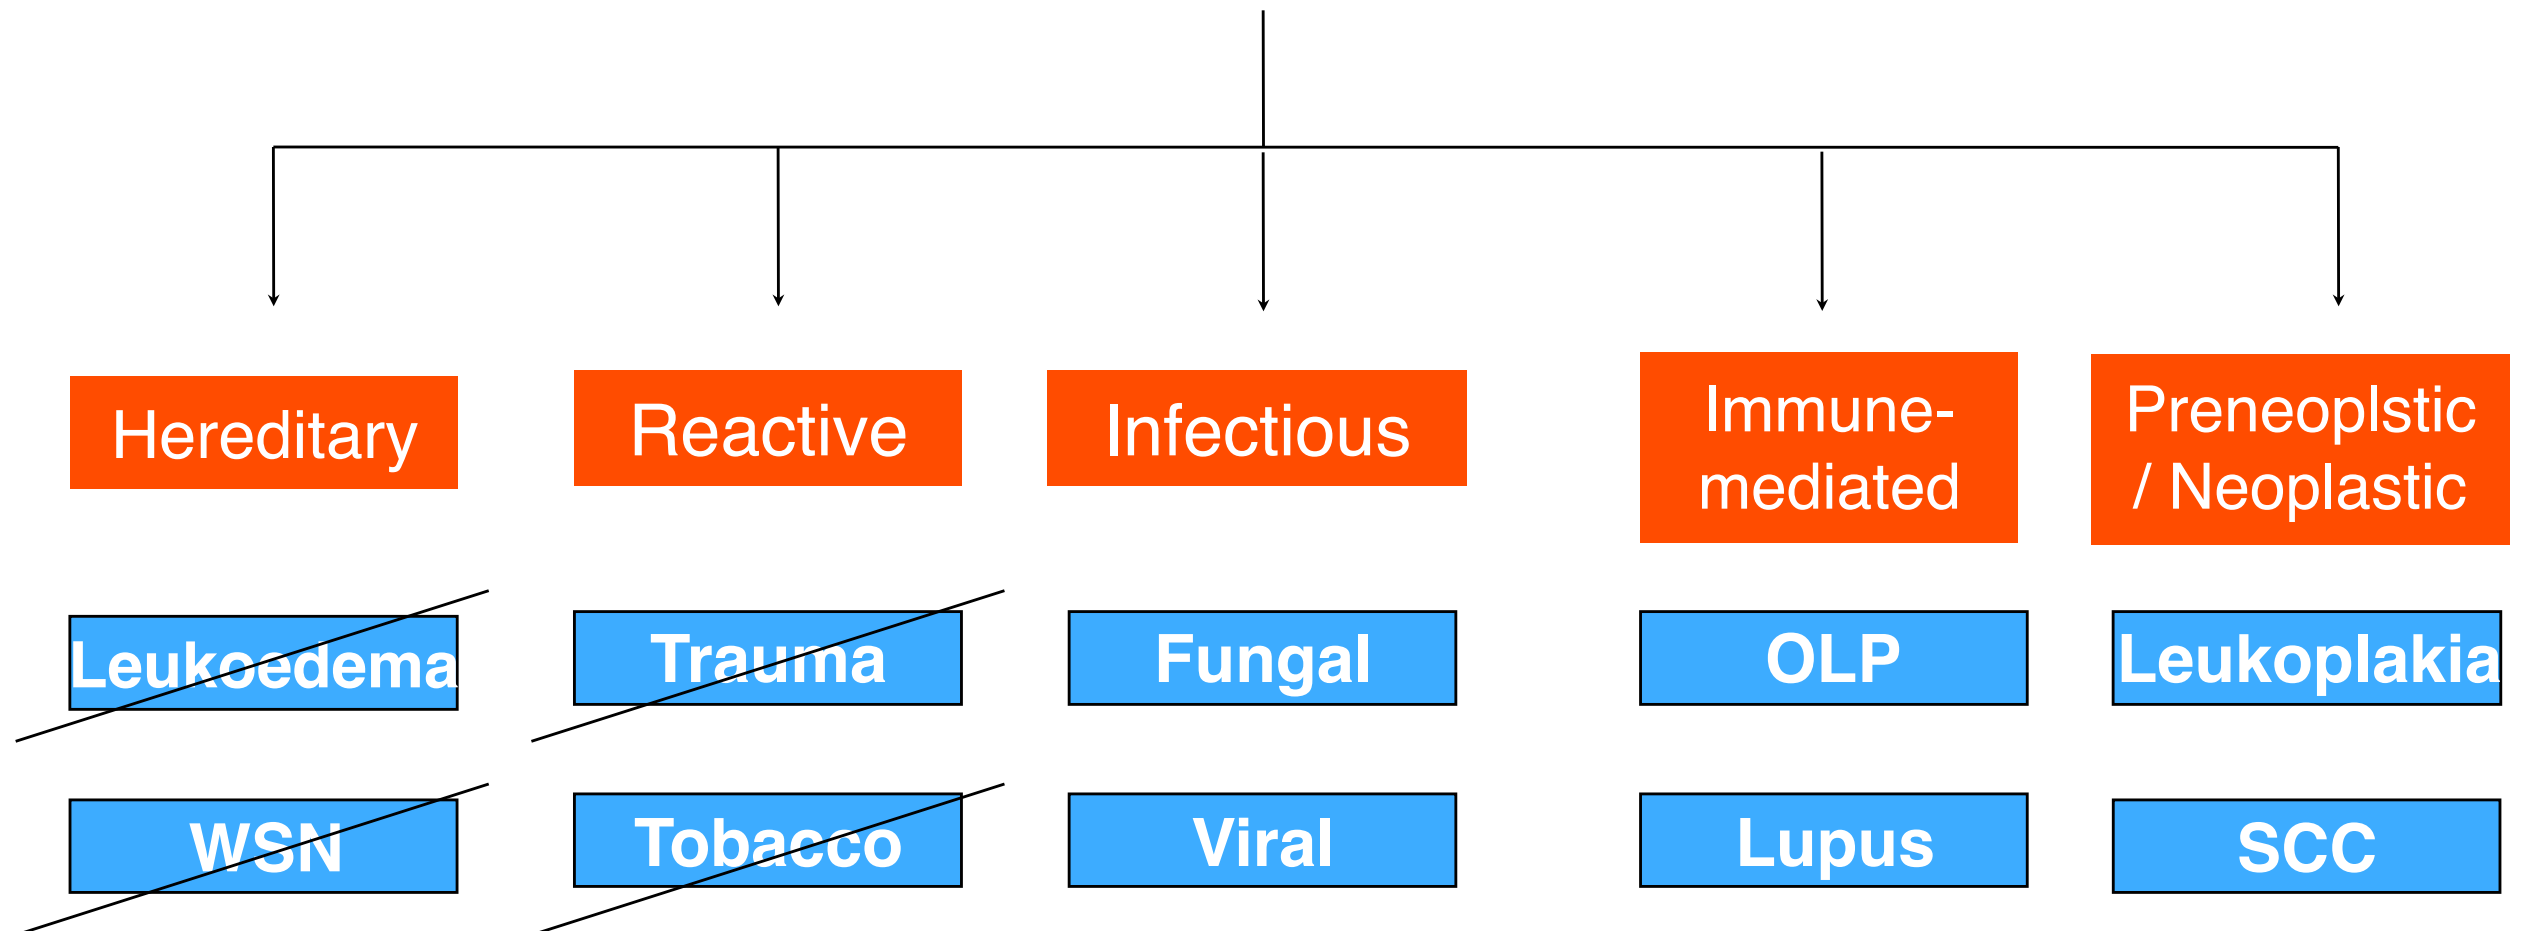 Hereditary
Reactive
Infectious
Immune-
mediated
Preneoplstic
/ Neoplastic
Leukoedema
Trauma
Fungal
OLP
Leukoplakia
WSN
Tobacco
Viral
Lupus
SCC